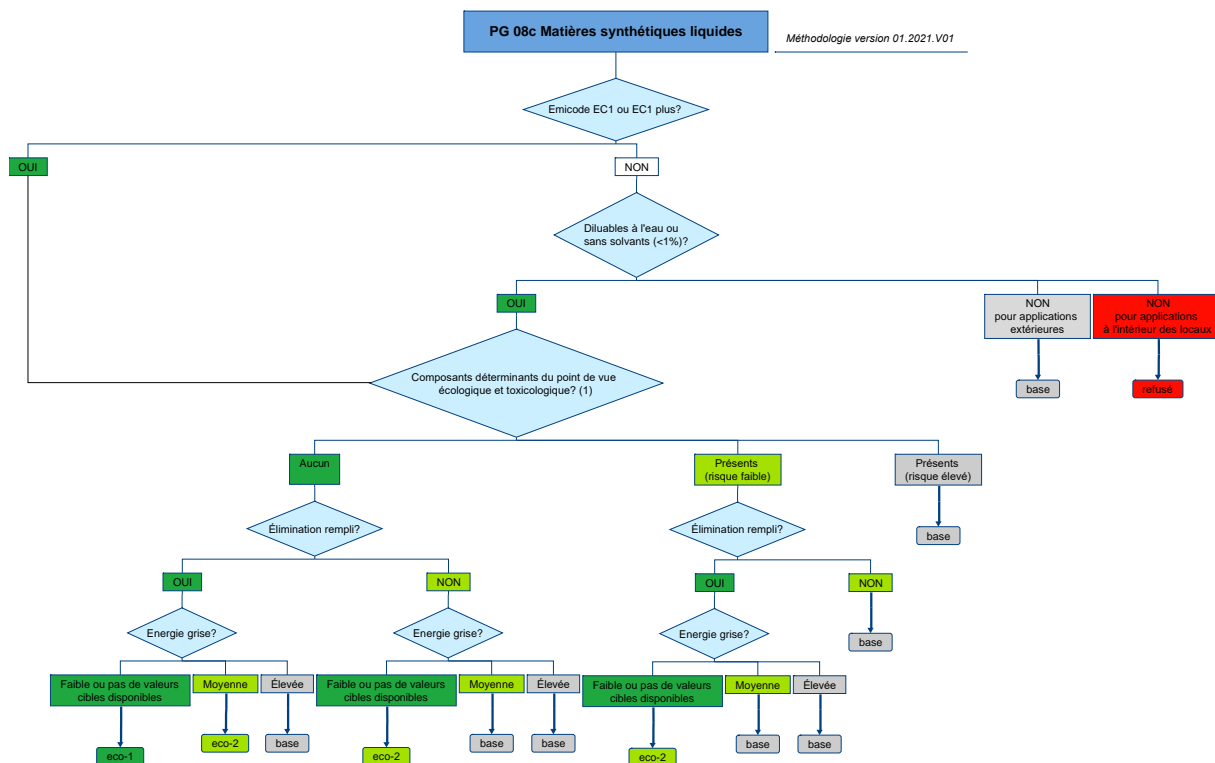 PG 08c Matières synthétiques liquides
Méthodologie version 01.2021.V01
Emicode EC1 ou EC1 plus?
OUI
NON
Diluables à l'eau ou
sans solvants (<1%)?
OUI
NON
pour applications
extérieures
NON
pour applications
à l'intérieur des locaux
base
refusé
Composants déterminants du point de vue
écologique et toxicologique? (1)
Aucun
Présents
(risque faible)
Présents
(risque élevé)
base
Élimination rempli?
Élimination rempli?
OUI
NON
OUI
NON
base
Energie grise?
Energie grise?
Energie grise?
Faible ou pas de valeurs
cibles disponibles
Moyenne
Élevée
Faible ou pas de valeurs
cibles disponibles
Moyenne
Élevée
Faible ou pas de valeurs
cibles disponibles
Moyenne
Élevée
eco-1
eco-2
base
eco-2
base
base
eco-2
base
base